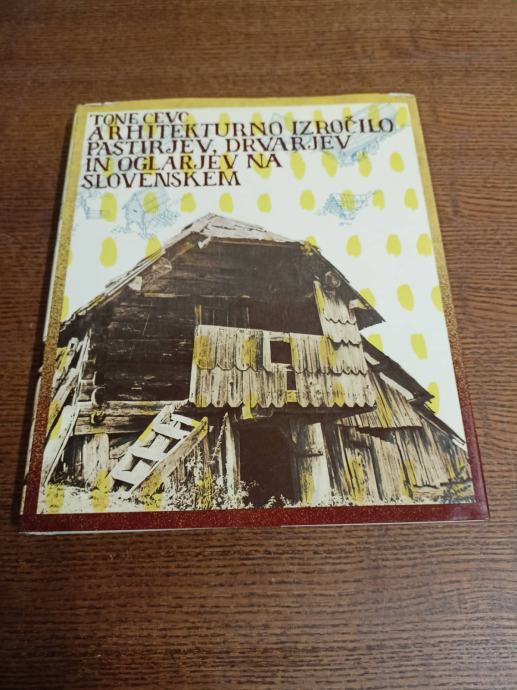 TONE CEVC
ARHITEKTURNO IZROČILO
PASTIRJEV, DRVARJEV
IN OGLARJEV NA
SLOVENSKEM